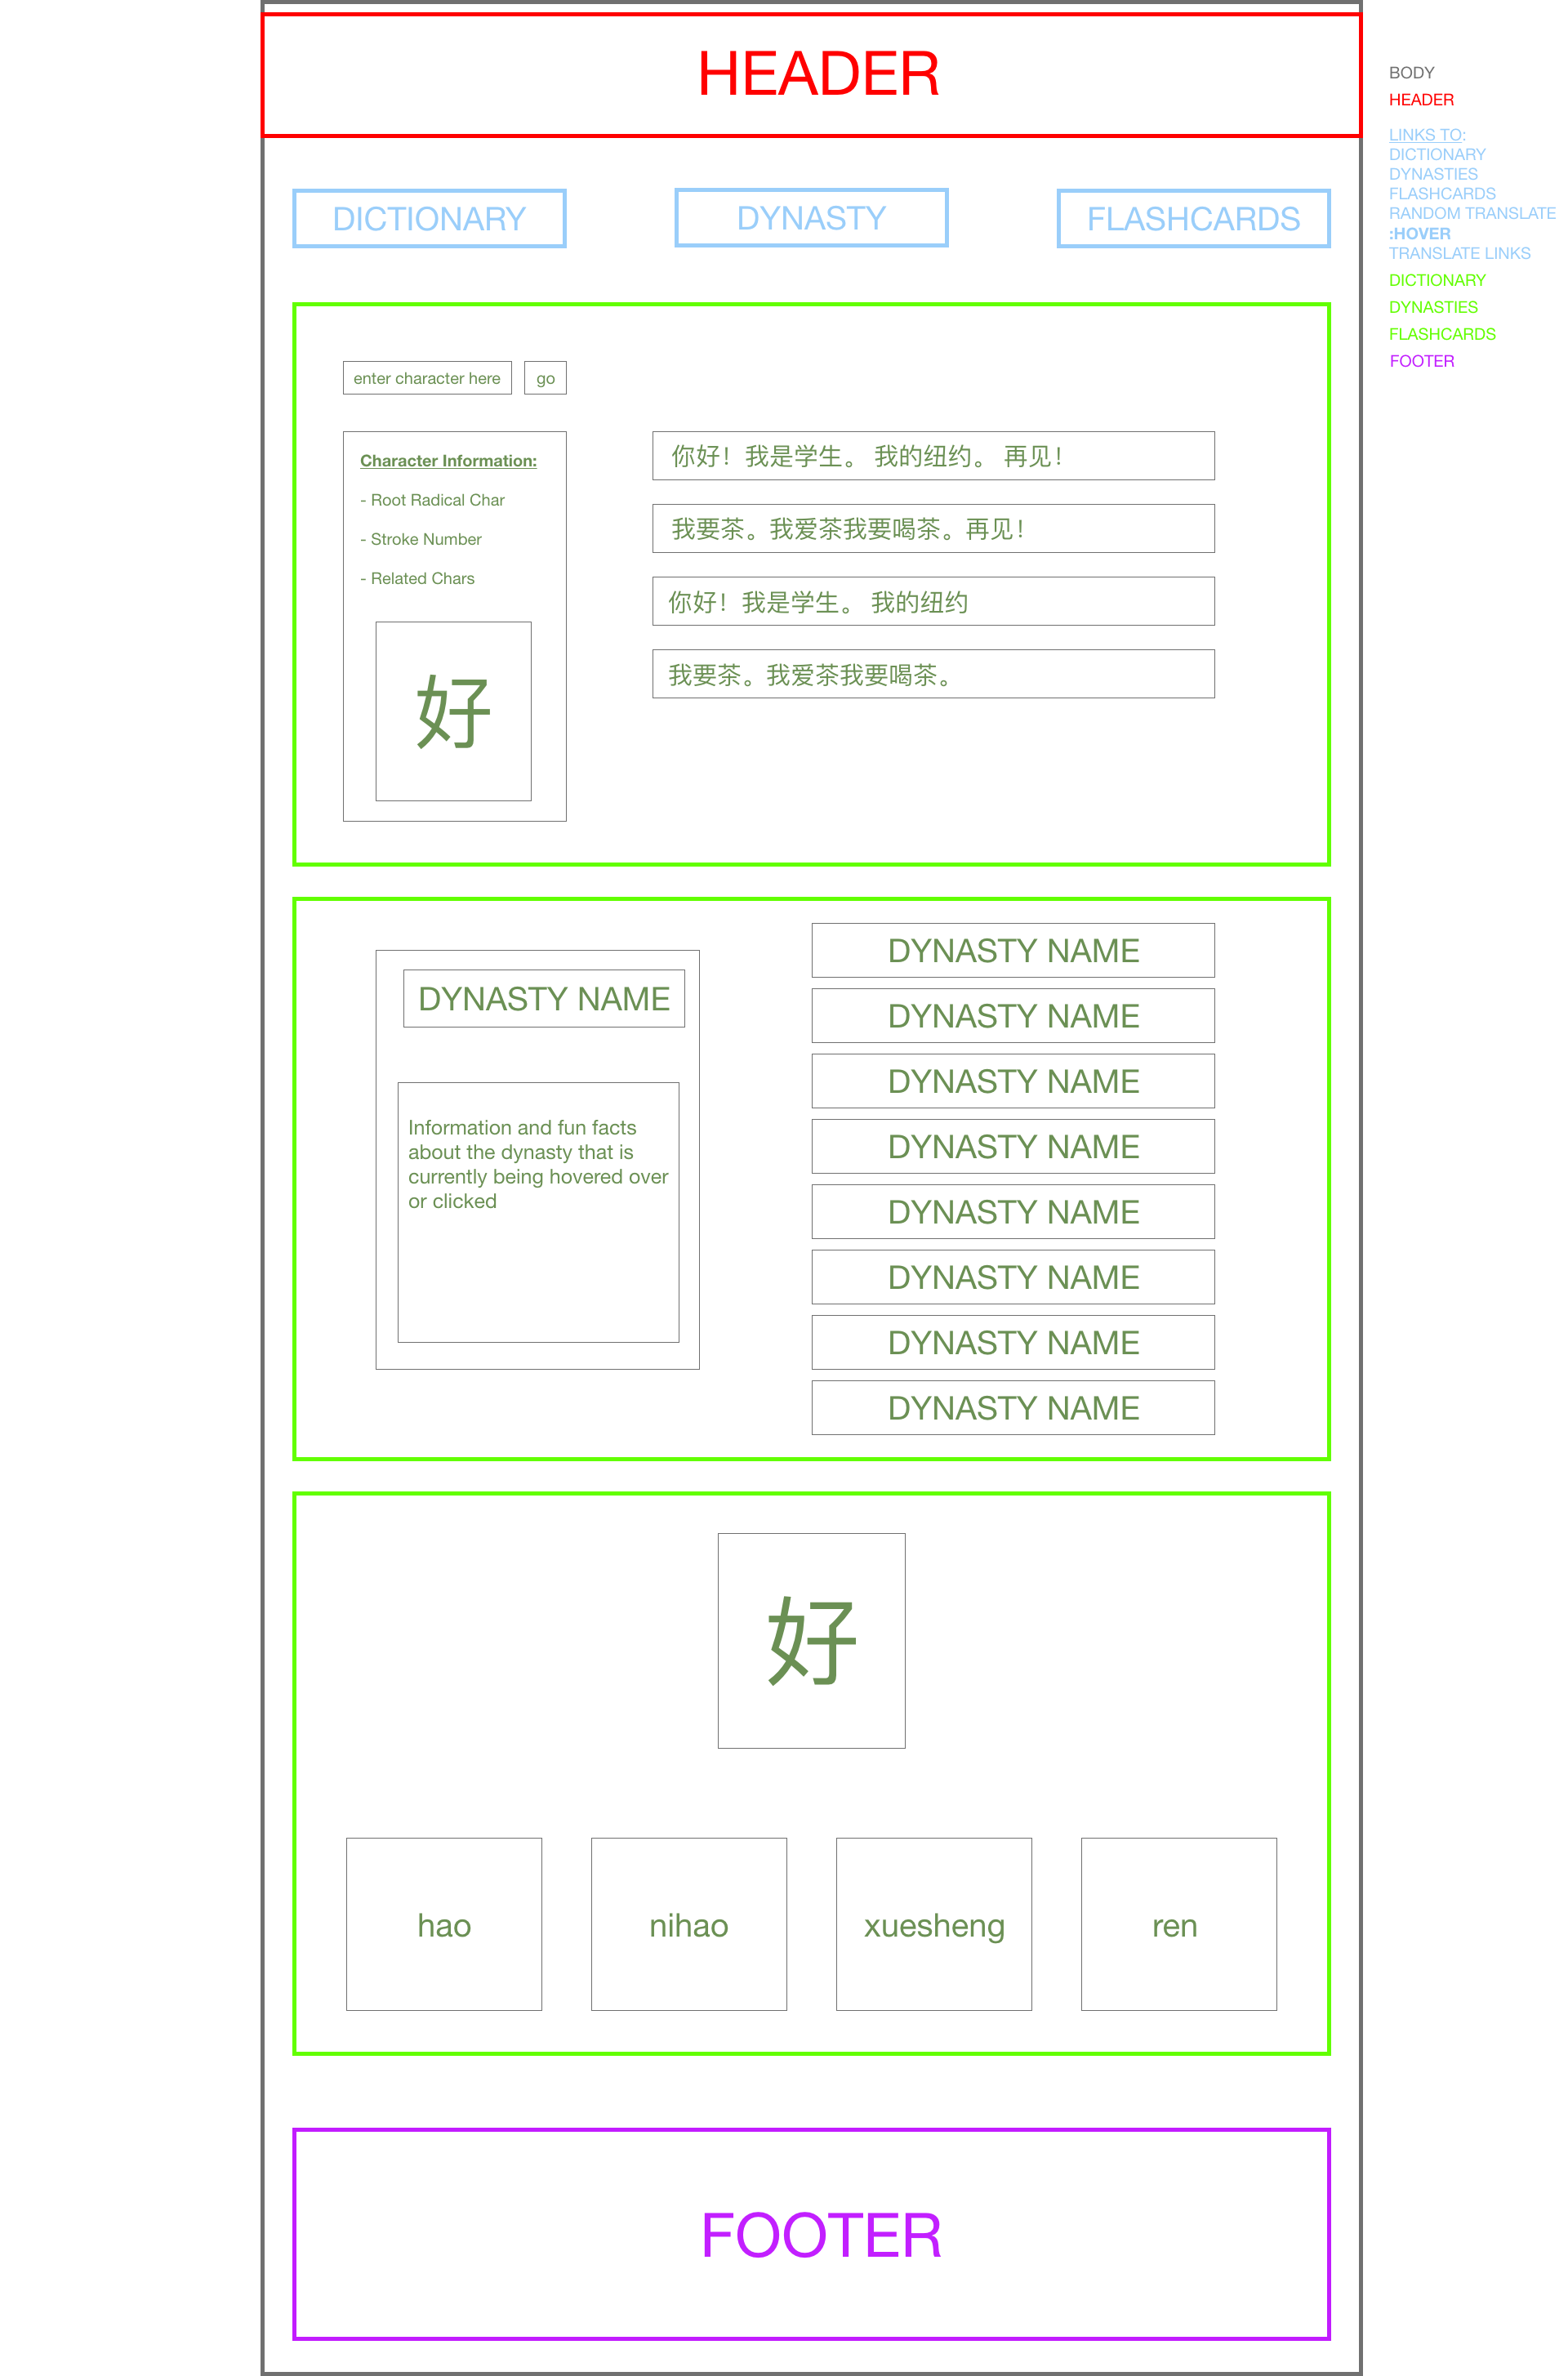 HEADER
BODY
HEADER
LINKS TO:
DICTIONARY
DYNASTIES
FLASHCARDS
RANDOM TRANSLATE
:HOVER
TRANSLATE LINKS
DICTIONARY
DYNASTIES
FLASHCARDS
FOOTER
DICTIONARY
DYNASTY
FLASHCARDS
enter character here
go
Character Information:
- Root Radical Char
- Stroke Number
- Related Chars
好
你好！我是学生。 我的纽约。 再见！
我要茶。我爱茶我要喝茶。再见！
你好！我是学生。 我的纽约
我要茶。我爱茶我要喝茶。
DYNASTY NAME
Information and fun facts
about the dynasty that is
currently being hovered over
or clicked
DYNASTY NAME
DYNASTY NAME
DYNASTY NAME
DYNASTY NAME
DYNASTY NAME
DYNASTY NAME
DYNASTY NAME
DYNASTY NAME
好
hao
nihao
xuesheng
ren
FOOTER